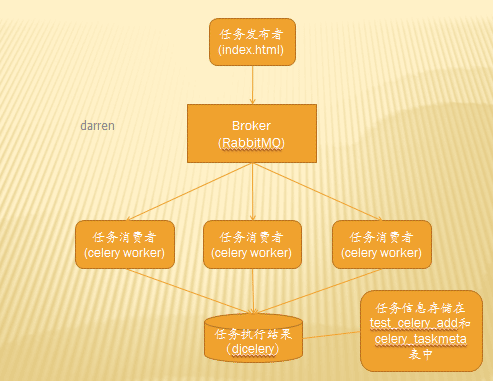 任务发布者
(index.html)
darren
Broker
(RabbitMQ)
任务消费者
(celery worker)
任务消费者
(celery worker)
任务消费者
(celery worker)
任务执行结果
(djcelery)
任务信息存储在
test_celery_add和
celery_taskmeta
表中